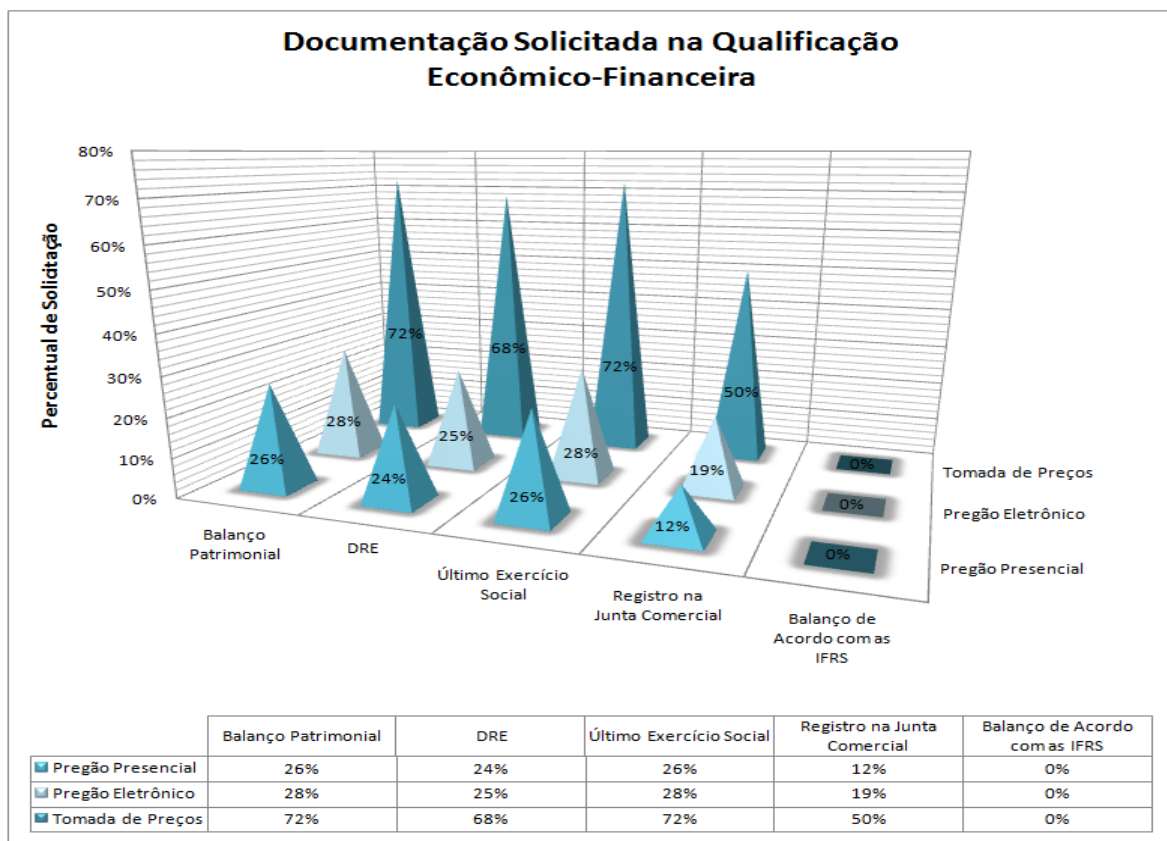 Documentação Solicitada na Qualificação
Econômico-Financeira
Percentual de Solicitação
80%
70%
60%
50%
40%
30%
20%
10%
0%
72%
68%
72%
50%
0%
28%
25%
28%
19%
0%
26%
24%
26%
12%
0%
Tomada de Preços
Pregão Eletrônico
Pregão Presencial
Balanço
Patrimonial
DRE
Último Exercício
Social
Registro na
Junta Comercial
Balanço de
Acordo com as
IFRS
Balanço Patrimonial DRE Último Exercício Social Registro na Junta Comercial Balanço de Acordo com as IFRS
Pregão Presencial 26% 24% 26% 12% 0%
Pregão Eletrônico 28% 25% 28% 19% 0%
Tomada de Preços 72% 68% 72% 50% 0%